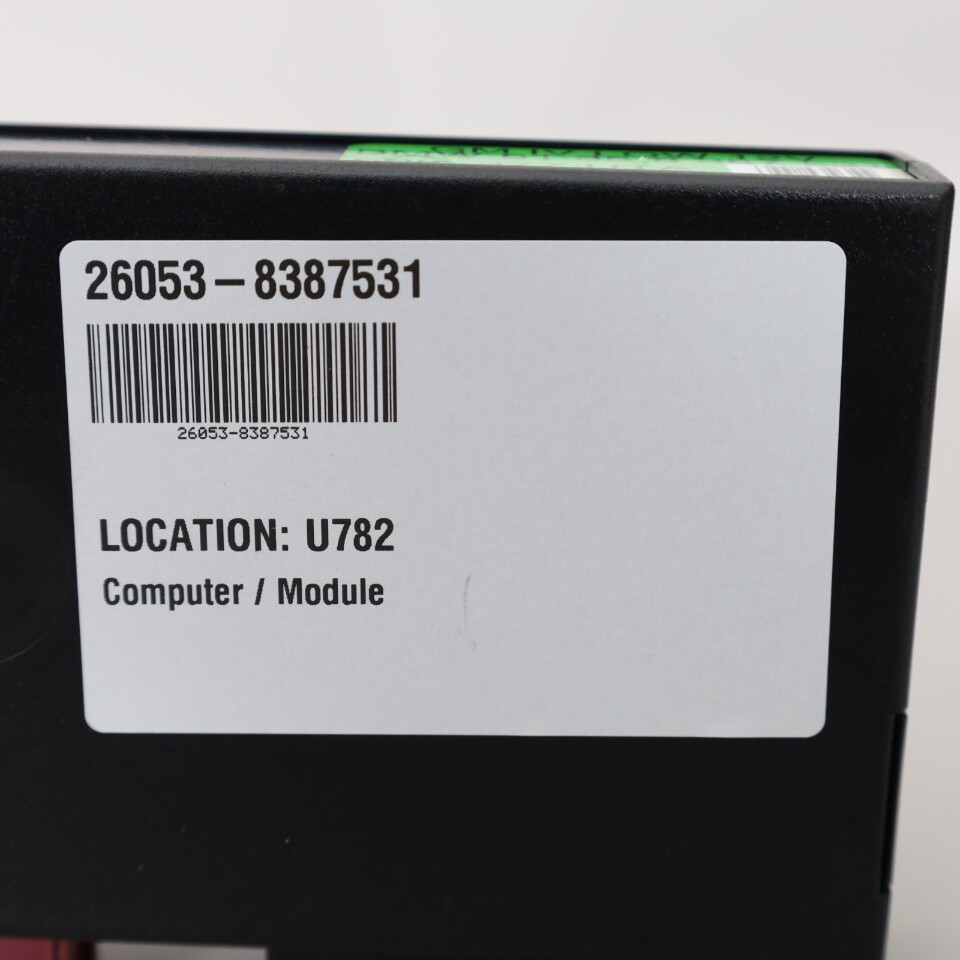 26053-8387531
26053-8387531
LOCATION: U782
Computer / Module